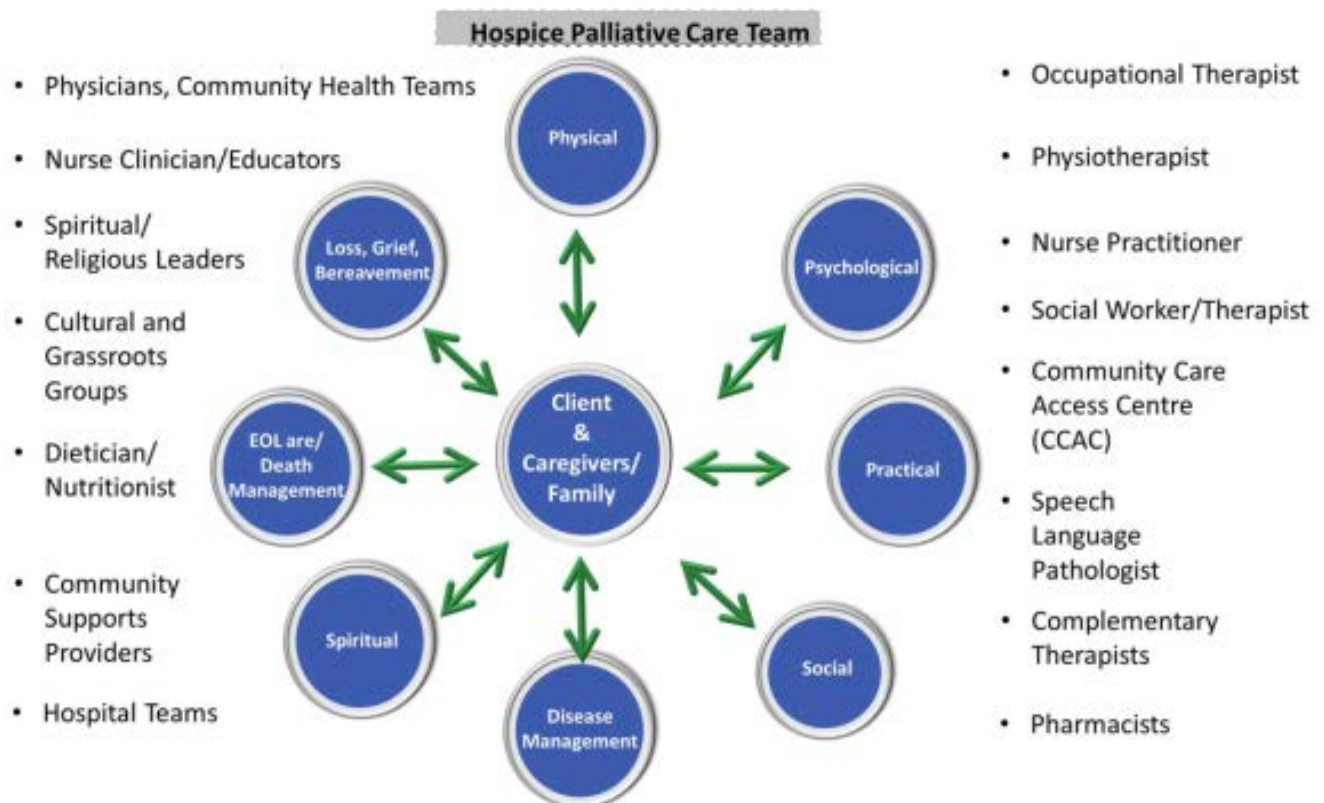 Hospice Palliative Care Team
• Physicians, Community Health Teams
• Nurse Clinician/Educators
• Spiritual/
Religious Leaders
• Cultural and
Grassroots
Groups
• Dietician/
Nutritionist
• Community
Supports
Providers
• Hospital Teams
Physical
Loss, Grief,
Bereavement
Psychological
Client
&
Caregivers/
Family
EOL are/
Death
Management
Practical
Spiritual
Social
Disease
Management
• Occupational Therapist
• Physiotherapist
• Nurse Practitioner
• Social Worker/Therapist
• Community Care
Access Centre
(CCAC)
• Speech
Language
Pathologist
• Complementary
Therapists
• Pharmacists